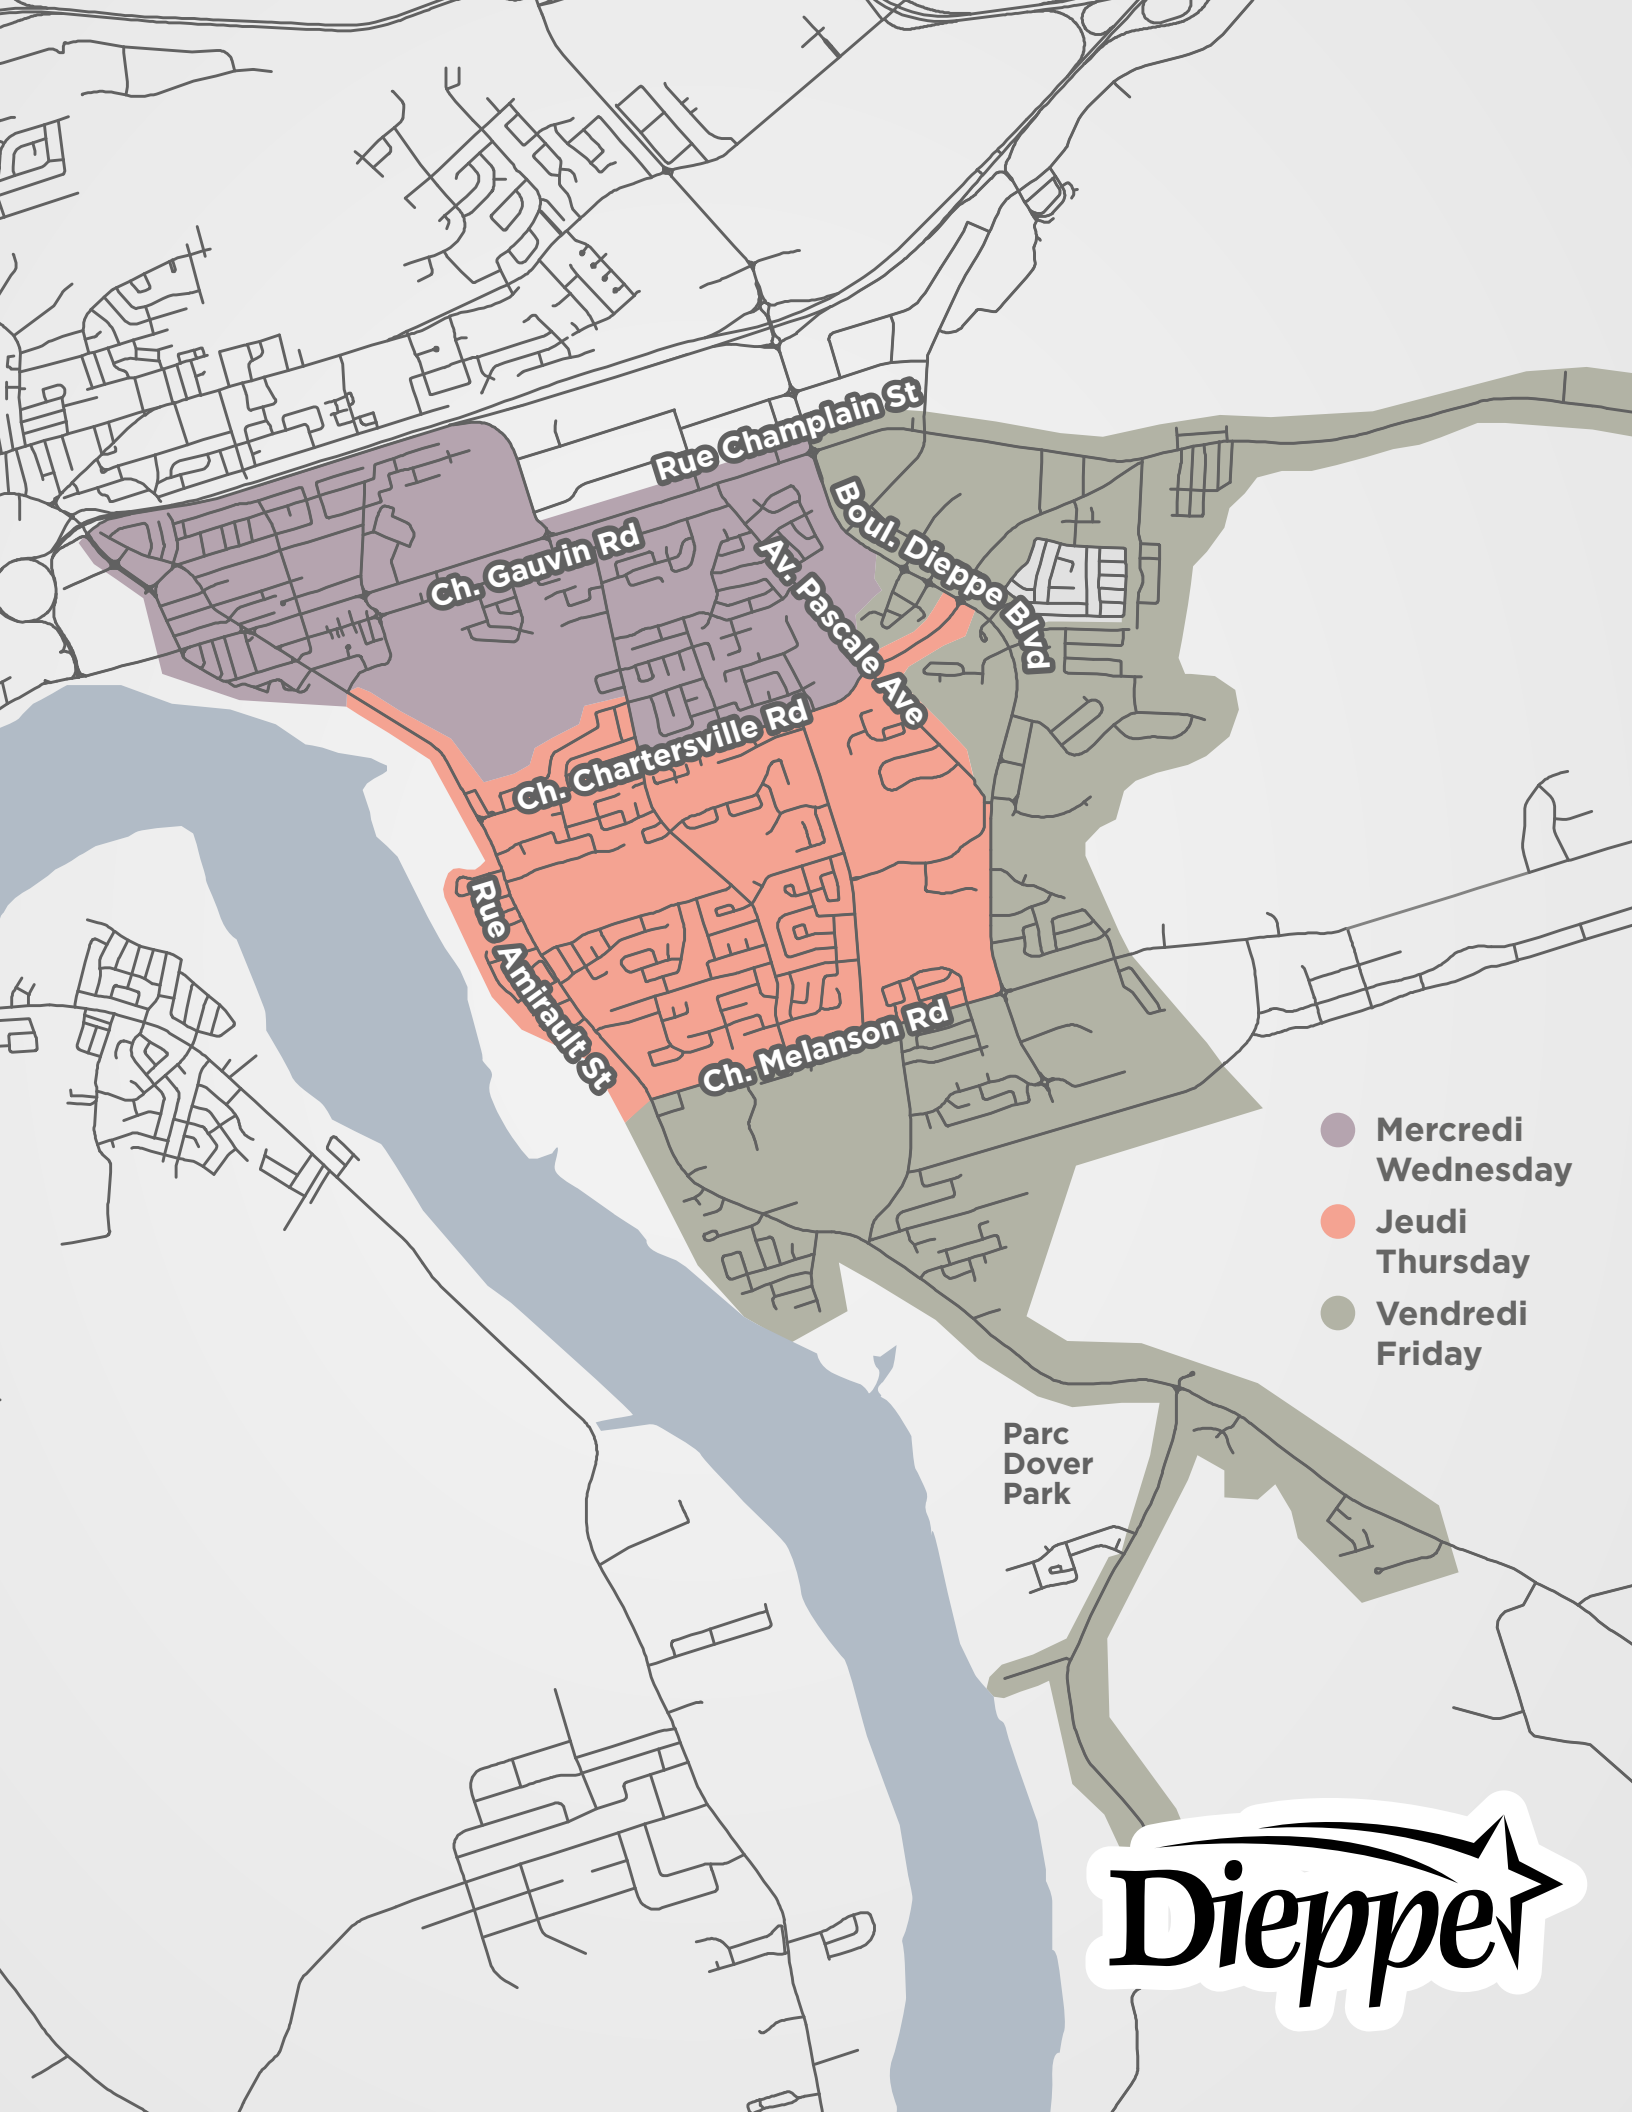 Rue Champlain St
Boul. Dieppe Blvd
Ch. Gauvin Rd
Av. Pascale Ave
Ch. Chartersville Rd
Rue Amirault St
Ch. Melanson Rd
Mercredi
Wednesday
Jeudi
Thursday
Vendredi
Friday
Parc
Dover
Park
Dieppe